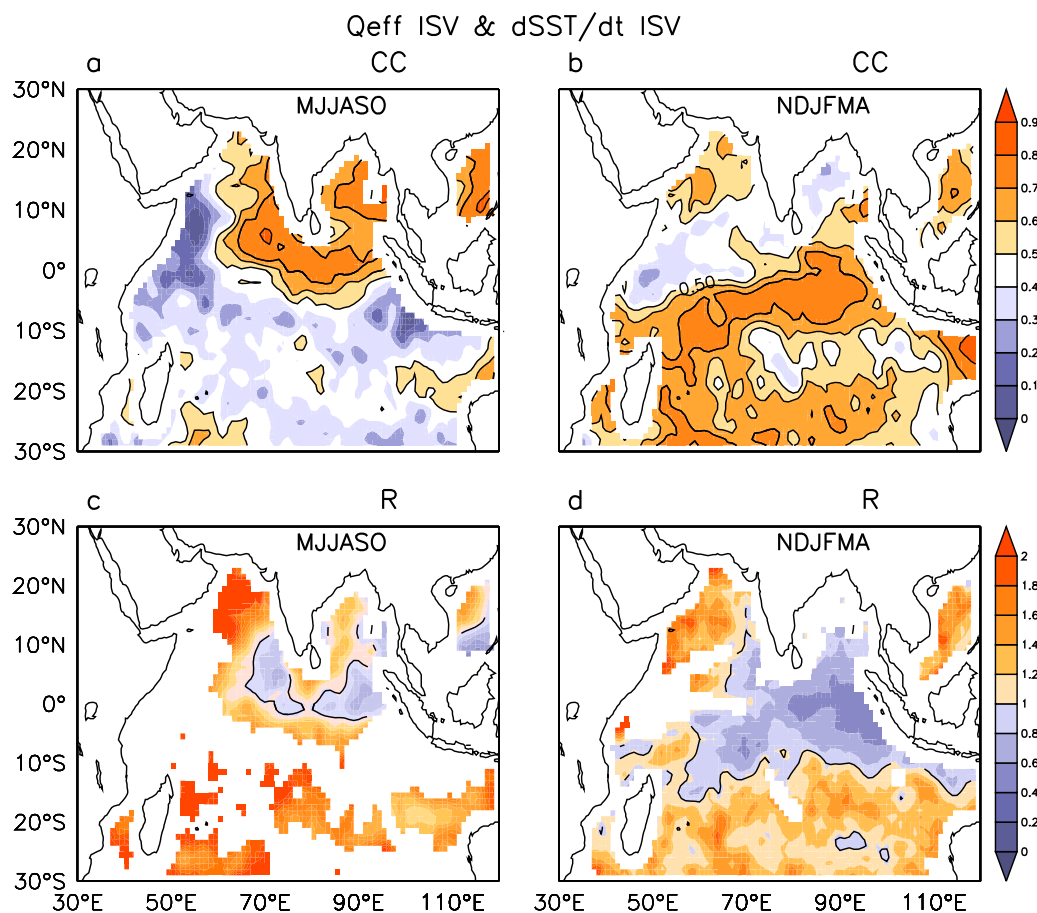 Qeff ISV & dSST/dt ISV
a CC b CC
30°N
20°N
10°N
0°
10°S
20°S
30°S
MJJASO
NDJFMA
0.50
0.9
0.8
0.7
0.6
0.5
0.4
0.3
0.2
0.1
0
c R d R
30°N
20°N
10°N
0°
10°S
20°S
30°S
MJJASO
NDJFMA
2
1.8
1.6
1.4
1.2
1
0.8
0.6
0.4
0.2
0
30°E 50°E 70°E 90°E 110°E 30°E 50°E 70°E 90°E 110°E